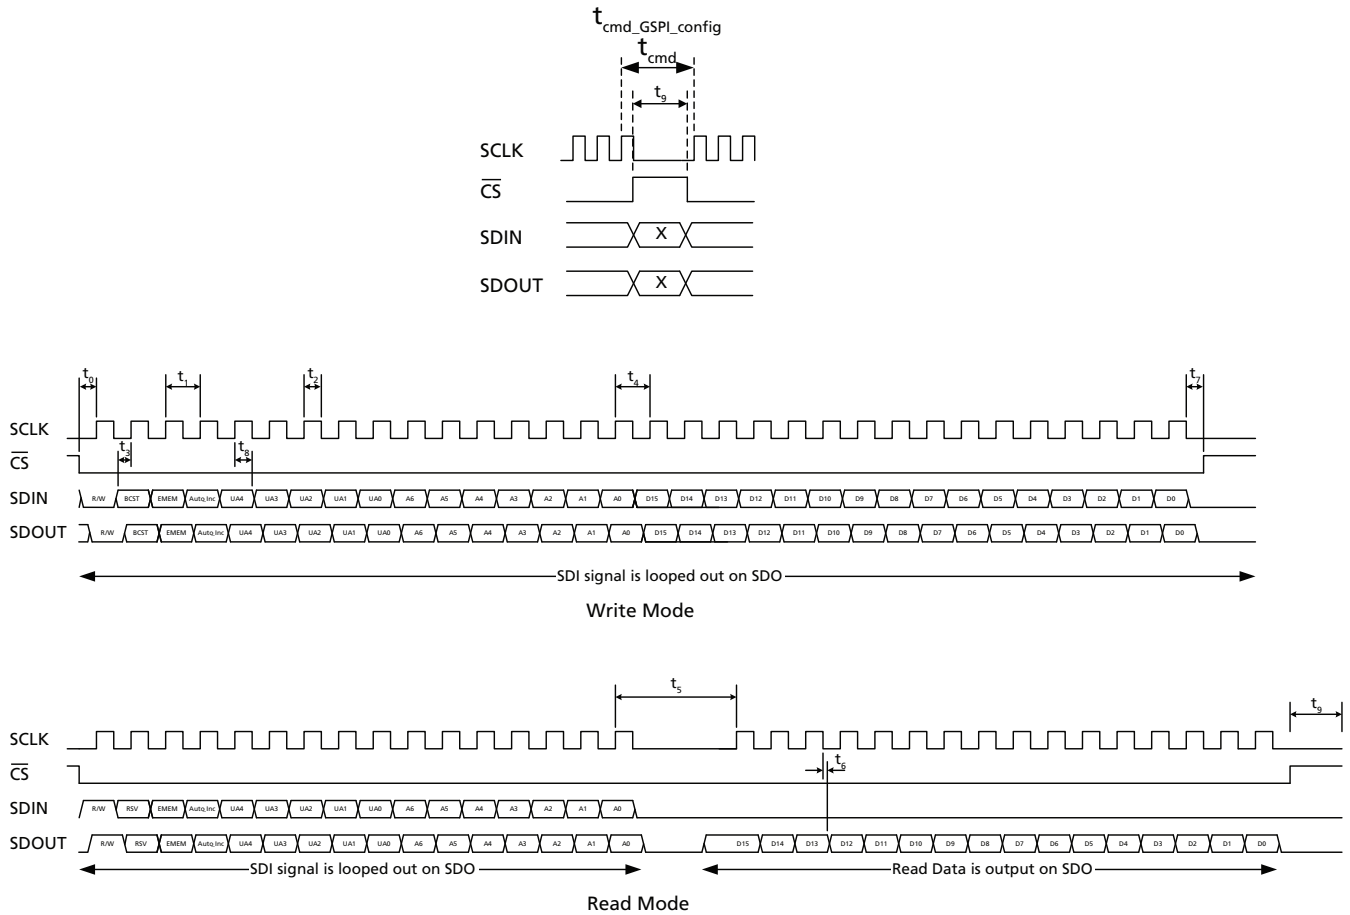 tcmd_GSPI_config
tcmd
t9
SCLK
CS
SDIN X
SDOUT X
t0 t1 t2 t4 t7
SCLK
t3 t8
CS
SDIN R/W BCST EMEM Auto_Inc UA4 UA3 UA2 UA1 UA0 A6 A5 A4 A3 A2 A1 A0 D15 D14 D13 D12 D11 D10 D9 D8 D7 D6 D5 D4 D3 D2 D1 D0
SDOUT R/W BCST EMEM Auto_Inc UA4 UA3 UA2 UA1 UA0 A6 A5 A4 A3 A2 A1 A0 D15 D14 D13 D12 D11 D10 D9 D8 D7 D6 D5 D4 D3 D2 D1 D0
SDI signal is looped out on SDO
Write Mode
t5 t9
SCLK
CS t6
SDIN R/W RSV EMEM Auto_Inc UA4 UA3 UA2 UA1 UA0 A6 A5 A4 A3 A2 A1 A0
SDOUT R/W RSV EMEM Auto_Inc UA4 UA3 UA2 UA1 UA0 A6 A5 A4 A3 A2 A1 A0 D15 D14 D13 D12 D11 D10 D9 D8 D7 D6 D5 D4 D3 D2 D1 D0
SDI signal is looped out on SDO Read Data is output on SDO
Read Mode